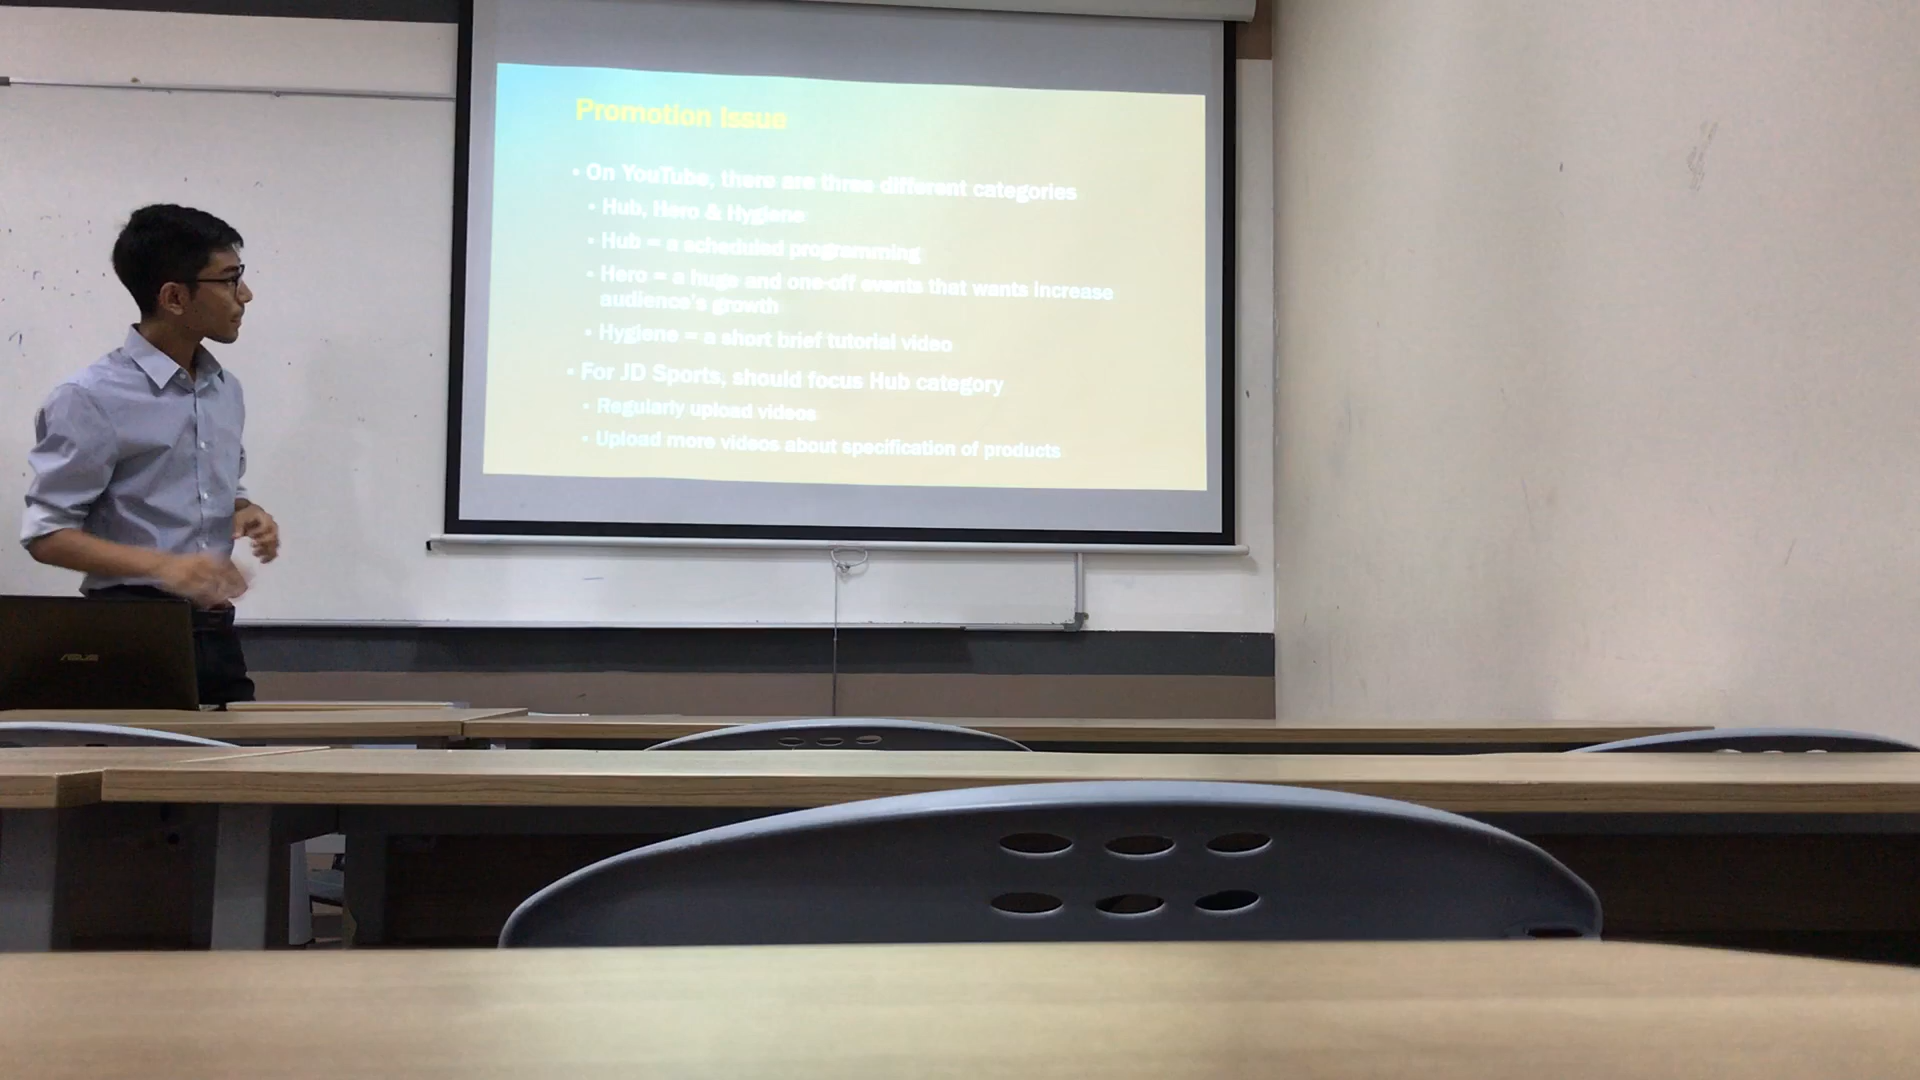 Promotion Issue
• On YouTube, there are three different categories
• Hub, Hero & Hygiene
• Hub = a scheduled programming
• Hero = a huge and one-off events that wants increase
audience's growth
• Hygiene = a short brief tutorial video
• For JD Sports, should focus Hub category
• Regularly upload videos
• Upload more videos about specification of products
ASUS